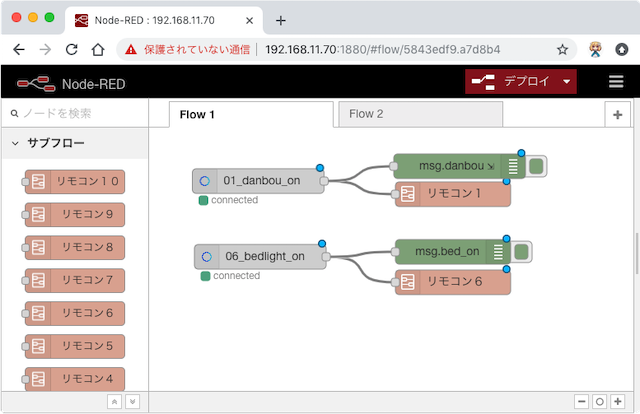 Node-RED : 192.168.11.70
保護されていない通信 | 192.168.11.70:1880/#flow/5843edf9.a7d8b4
Node-RED
デプロイ
ノードを検索
Flow 1
Flow 2
サブフロー
リモコン１０
リモコン９
リモコン８
リモコン７
リモコン６
リモコン５
リモコン４
01_danbou_on
connected
msg.danbou
リモコン１
06_bedlight_on
connected
msg.bed_on
リモコン６